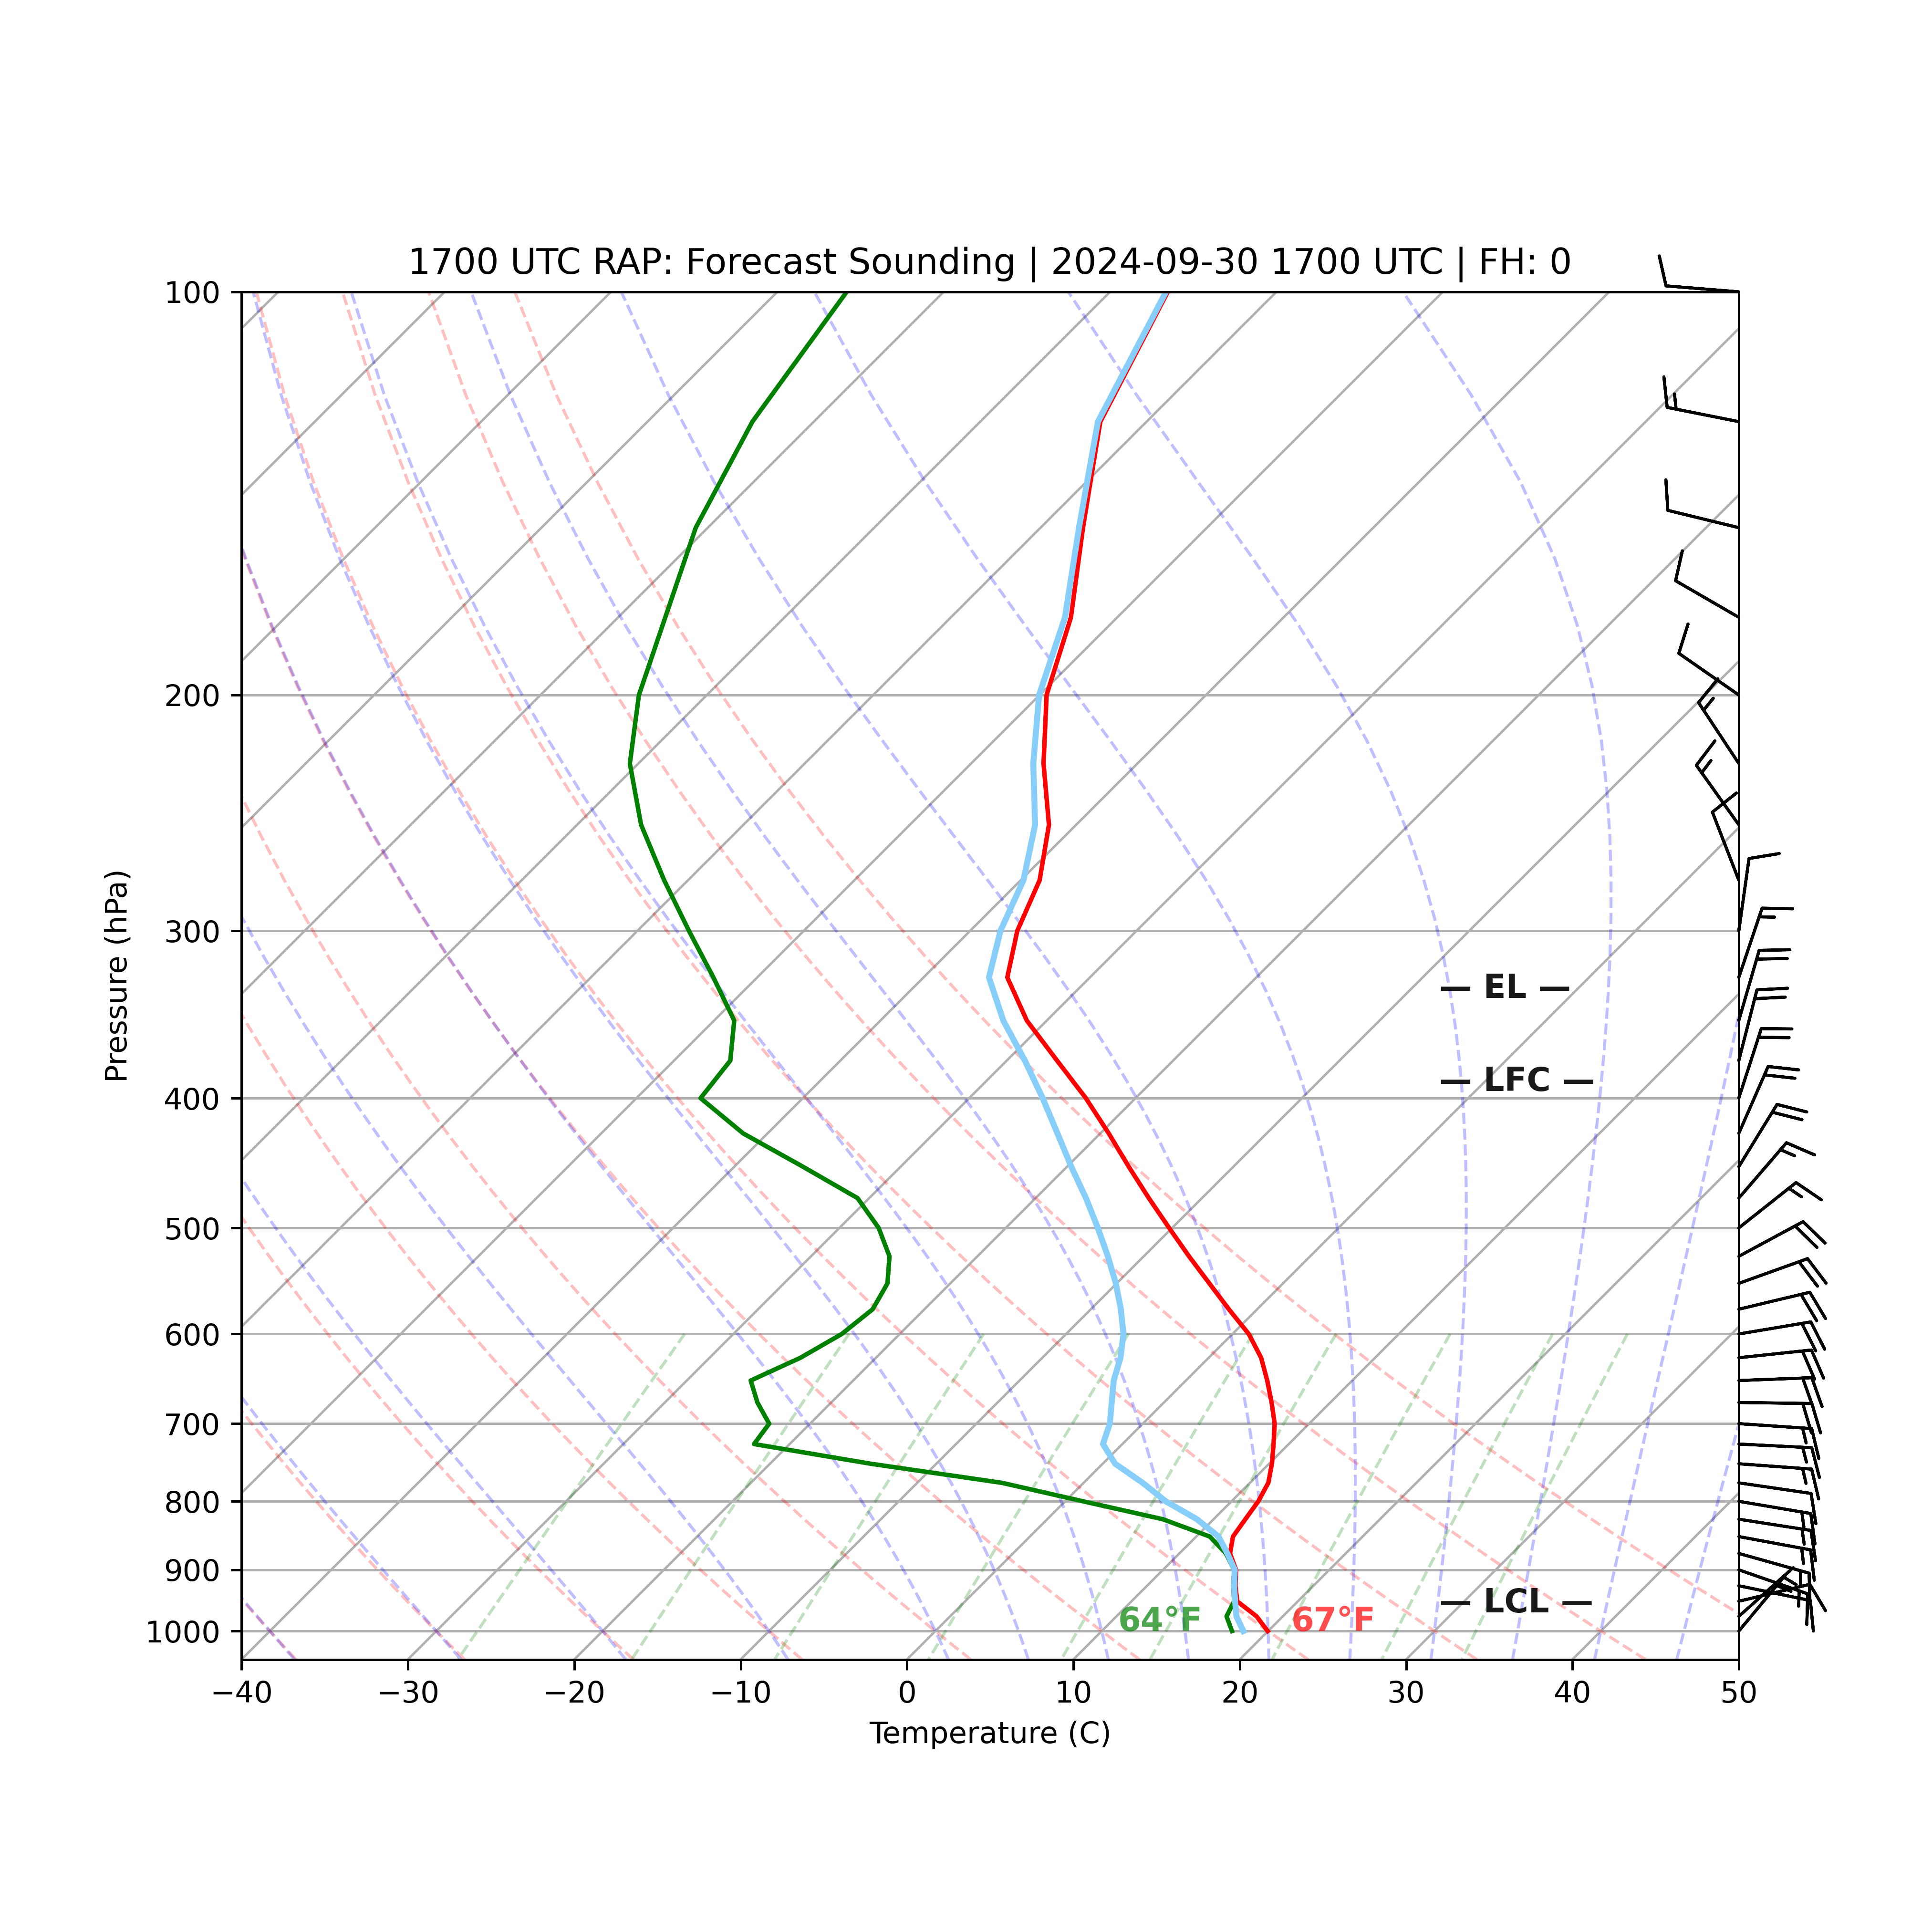 1700 UTC RAP: Forecast Sounding | 2024-09-30 1700 UTC | FH: 0
100
200
300
400
500
600
700
800
900
1000
Pressure (hPa)
— EL —
— LFC —
— LCL —
64°F 67°F
−40 −30 −20 −10 0 10 20 30 40 50
Temperature (C)